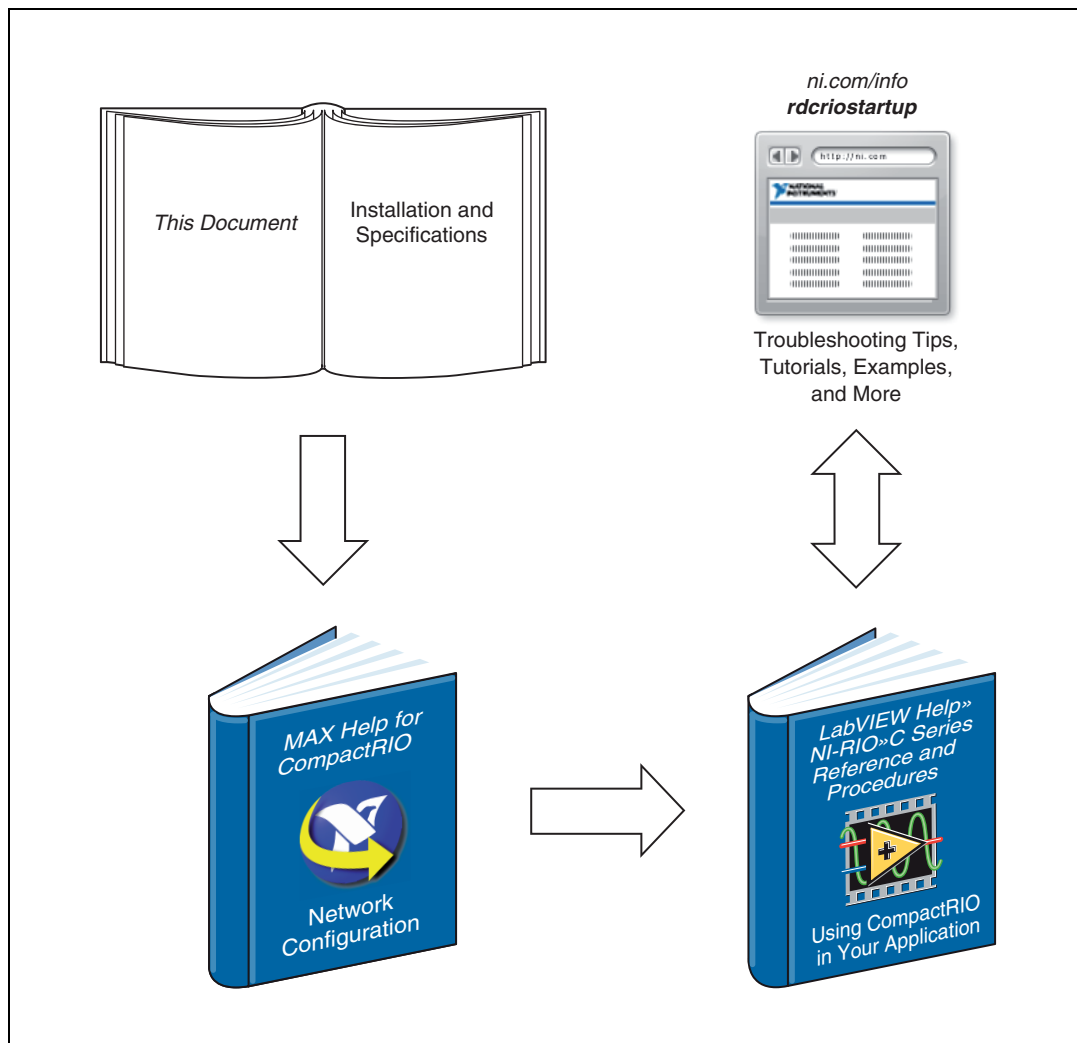 This Document
Installation and
Specifications
ni.com/info
rdcriostartup
http://ni.com
NATIONAL
INSTRUMENTS
Troubleshooting Tips,
Tutorials, Examples,
and More
MAX Help for
CompactRIO
Network
Configuration
LabVIEW Help»
NI-RIO»C Series
Reference and
Procedures
Using CompactRIO
in Your Application